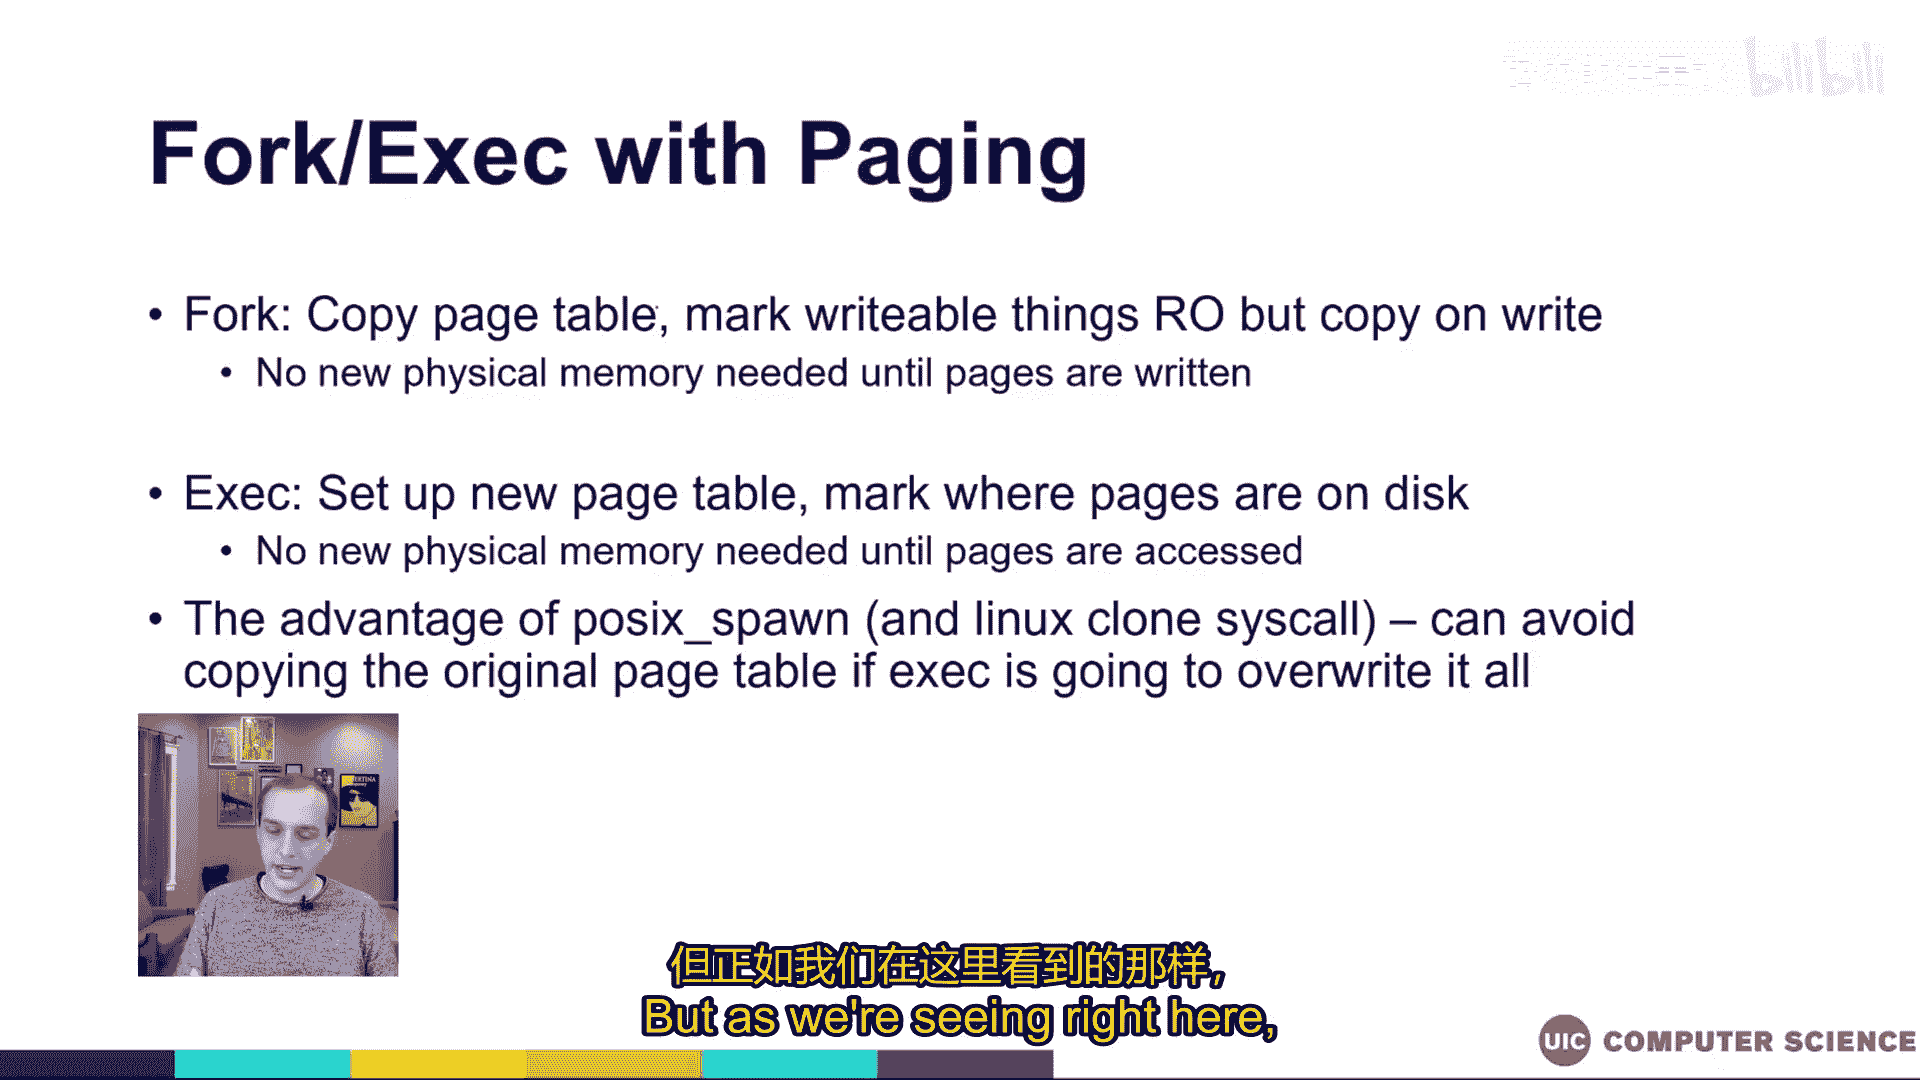 bilibili
Fork/Exec with Paging
• Fork: Copy page table, mark writeable things RO but copy on write
• No new physical memory needed until pages are written
• Exec: Set up new page table, mark where pages are on disk
• No new physical memory needed until pages are accessed
• The advantage of posix_spawn (and linux clone syscall) – can avoid
copying the original page table if exec is going to overwrite it all
但正如我们在这里看到的那样,
But as we're seeing right here,
UIC COMPUTER SCIENCE